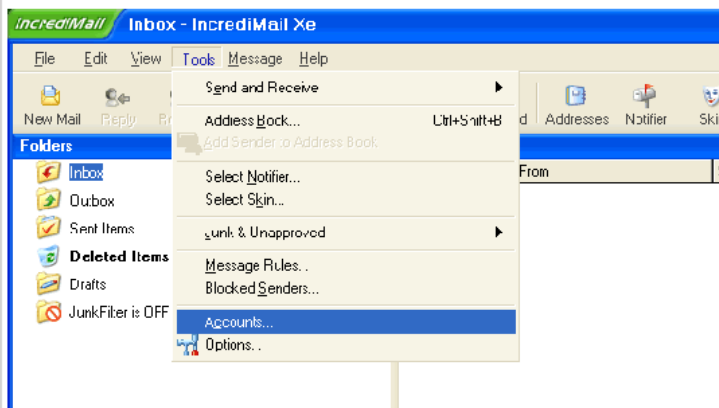 IncrediMail Inbox - IncrediMail Xe
File Edit View Tools Message Help
New Mail Reply Addresses Notifier
Folders
Send and Receive
Address Book... Ctrl+Shift+B
Add Sender to Address Book
Inbox
From
Select Notifier...
Outbox
Select Skin...
Sent Items
Junk & Unapproved
Deleted Items
Message Rules...
Drafts
Blocked Senders...
JunkFilter is OFF
Accounts...
Options...